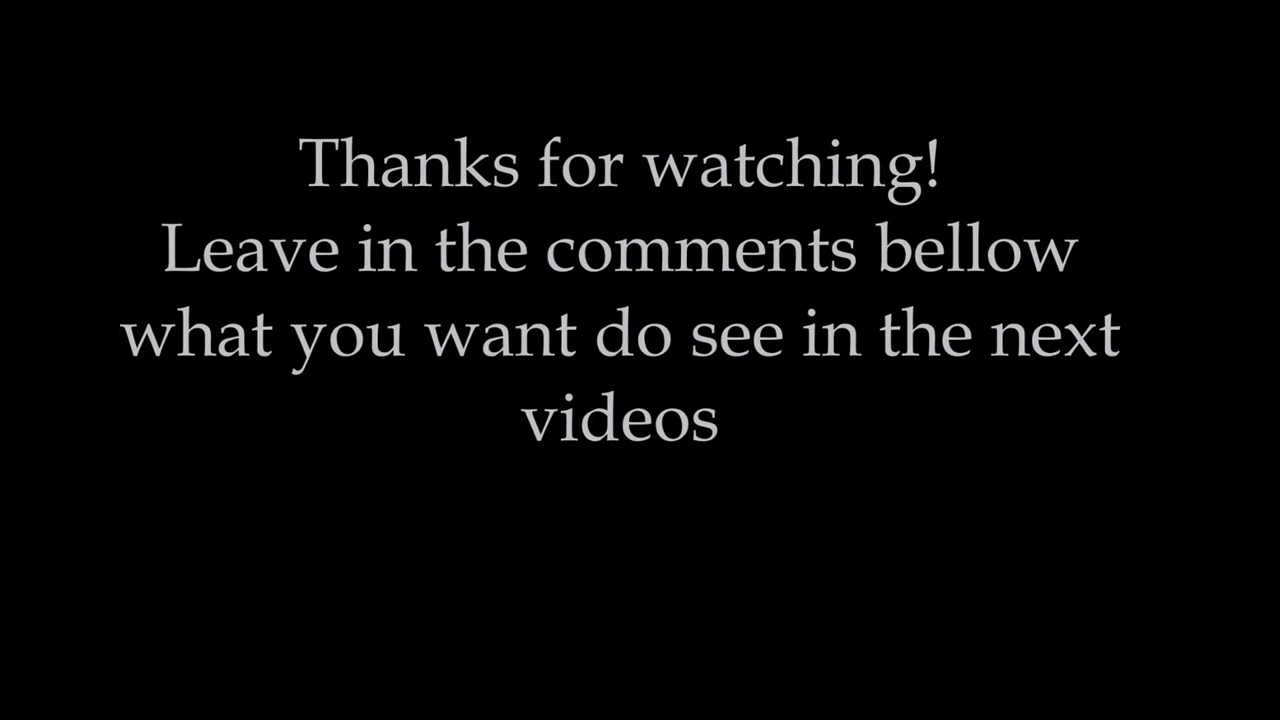 Thanks for watching!
Leave in the comments bellow
what you want do see in the next
videos